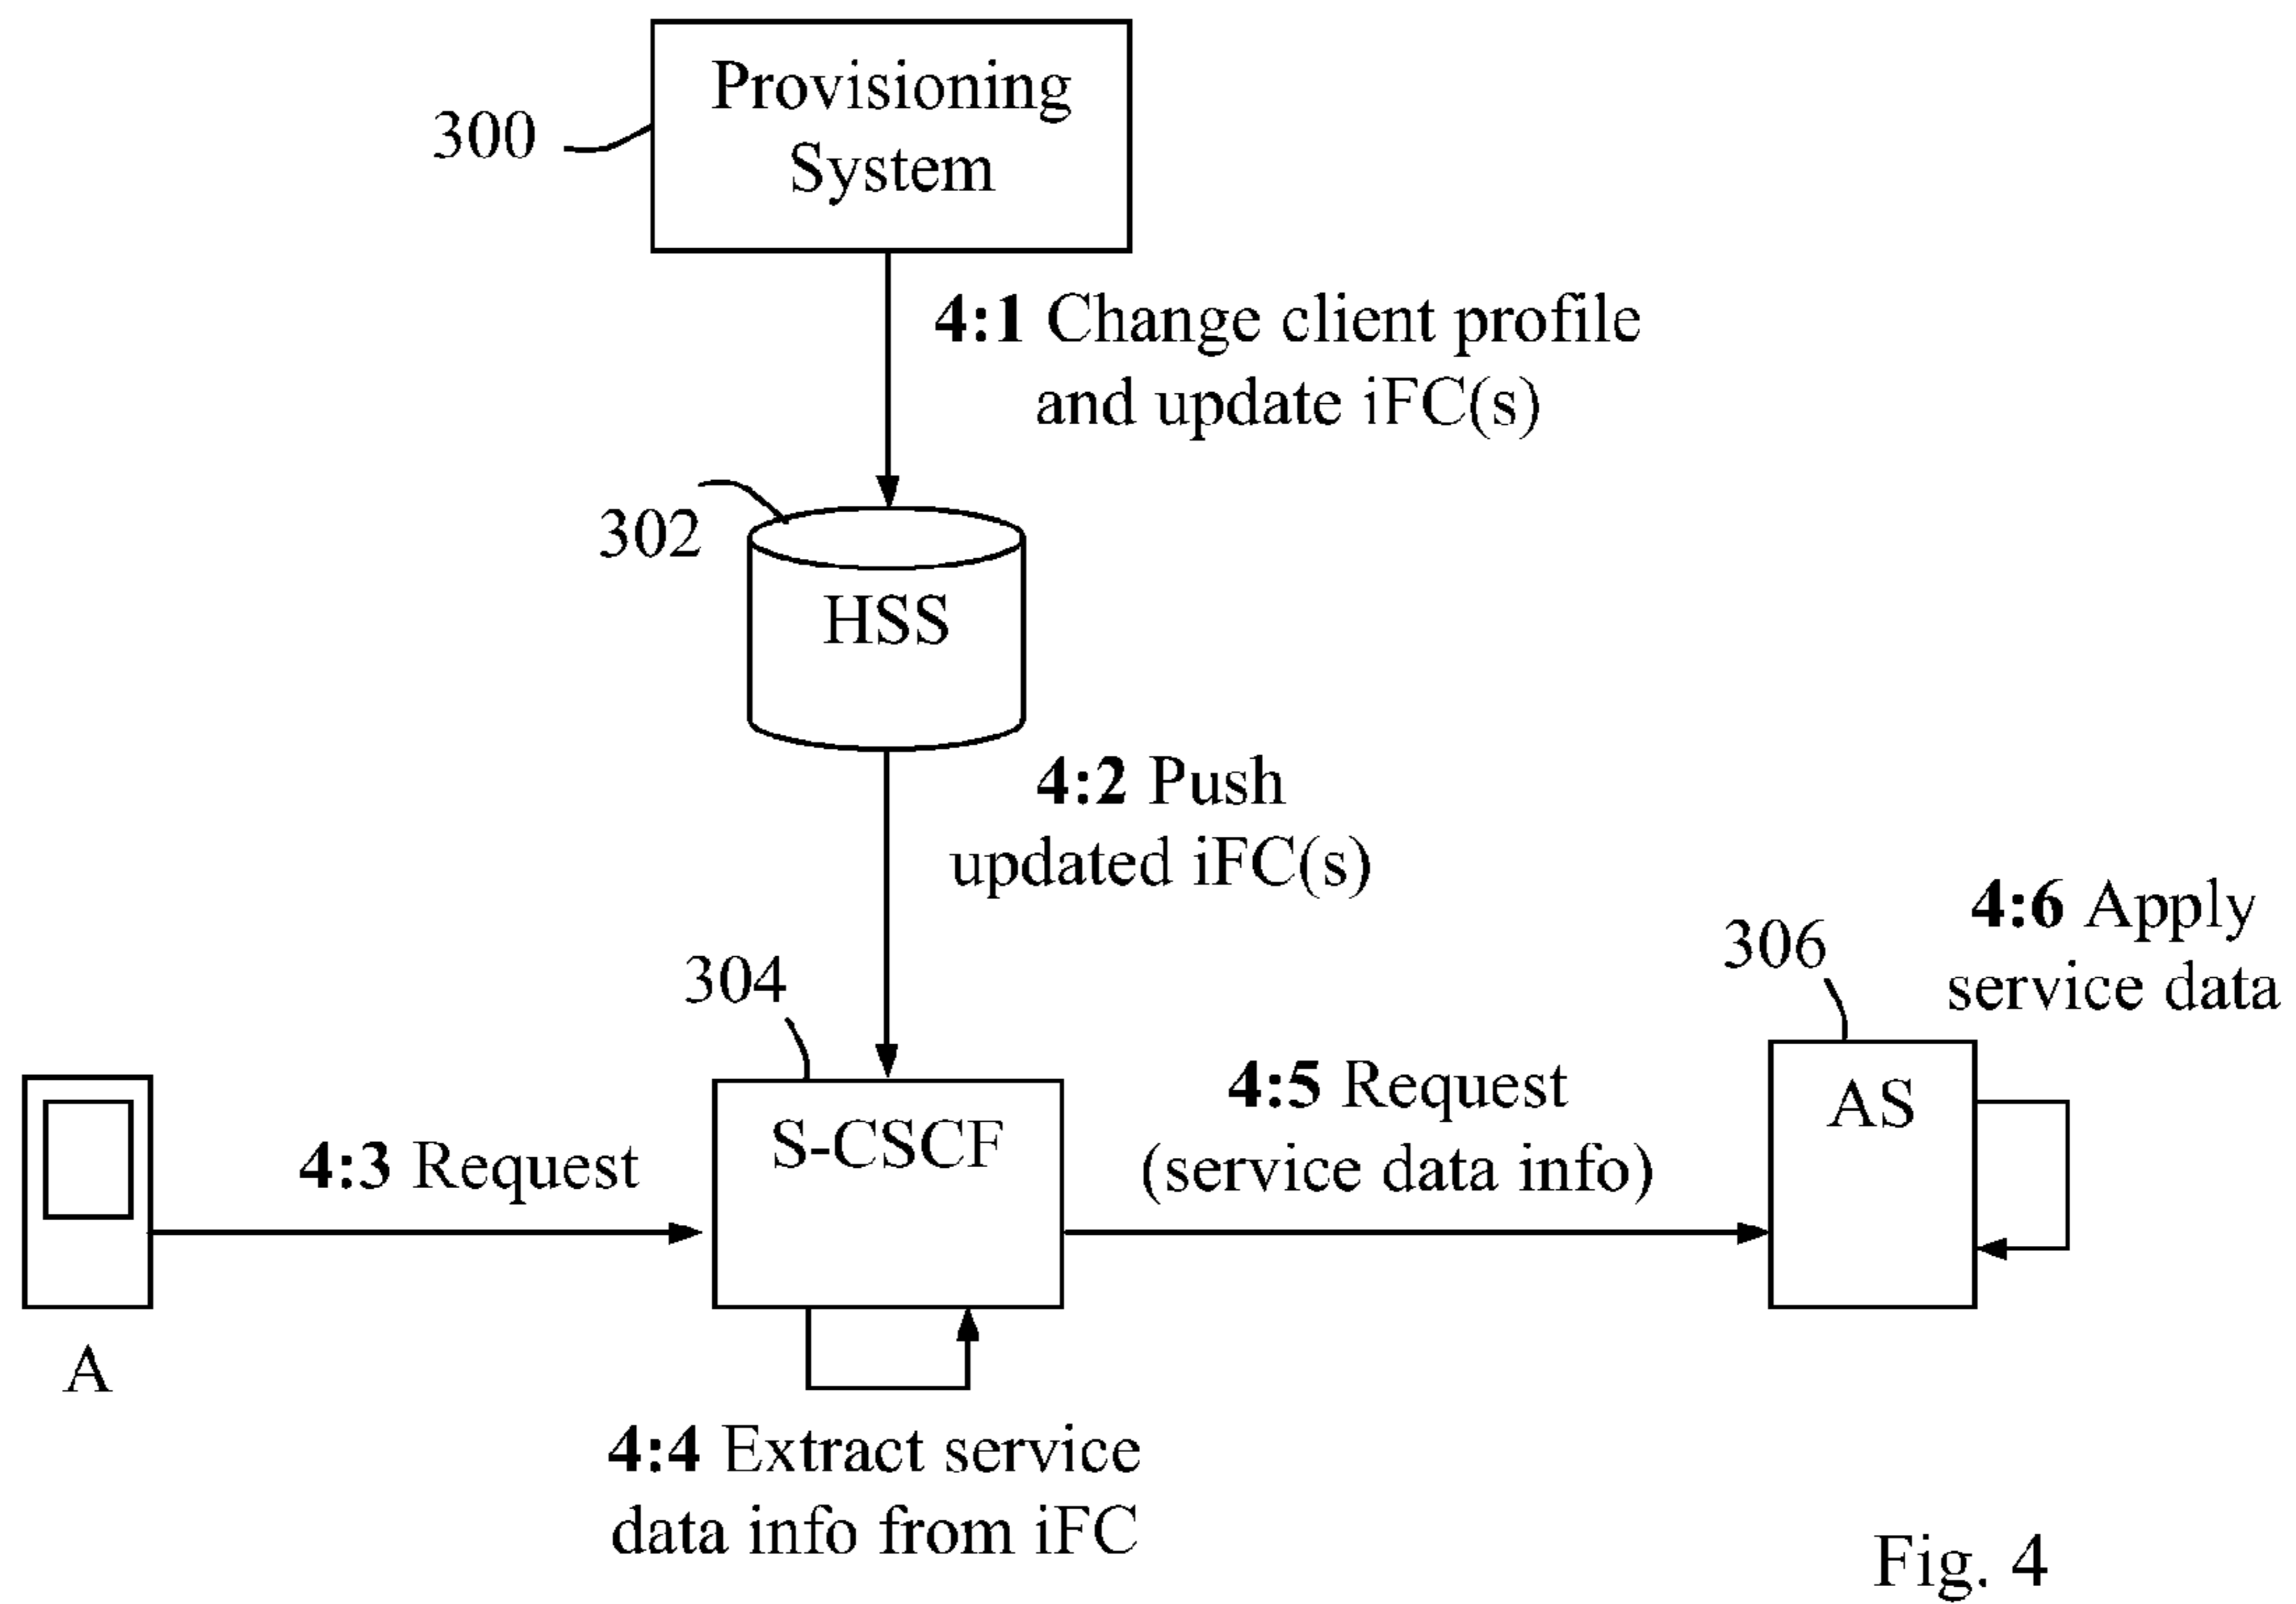 Provisioning
System
300
4:1 Change client profile
and update iFC(s)
302
HSS
4:2 Push
updated iFC(s)
304
306
4:6 Apply
service data
S-CSCF
AS
4:3 Request
4:5 Request
(service data info)
A
4:4 Extract service
data info from iFC
Fig. 4